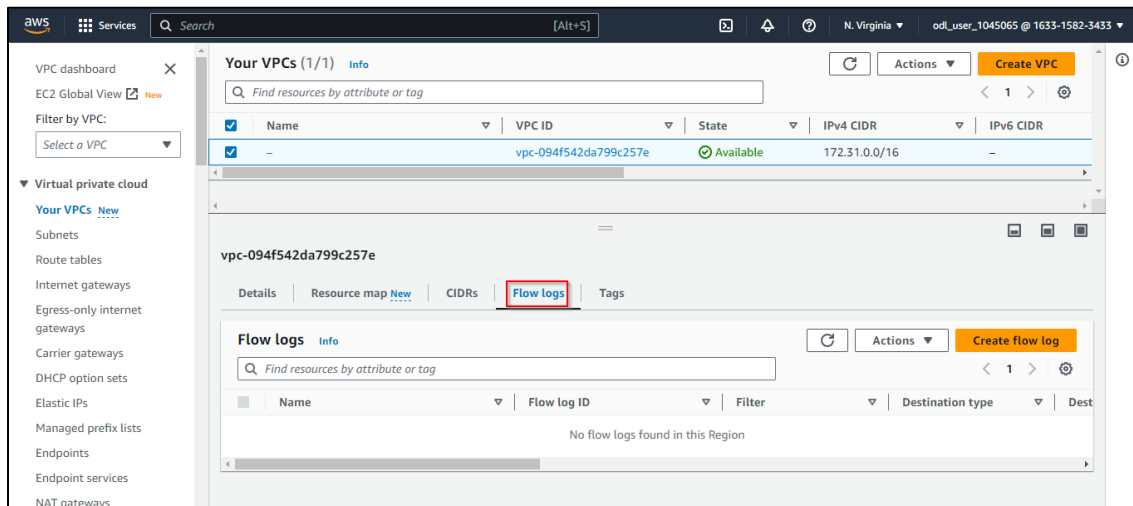 aws Services Search [Alt+S] N. Virginia ▼ odl_user_1045065 @ 1633-1582-3433 ▼
VPC dashboard
EC2 Global View New
Filter by VPC:
Select a VPC
Virtual private cloud
Your VPCs New
Subnets
Route tables
Internet gateways
Egress-only internet
gateways
Carrier gateways
DHCP option sets
Elastic IPs
Managed prefix lists
Endpoints
Endpoint services
NAT gateways
Your VPCs (1/1) Info Actions ▼ Create VPC
Find resources by attribute or tag 1
Name VPC ID State IPv4 CIDR IPv6 CIDR
– vpc-094f542da799c257e Available 172.31.0.0/16 –
vpc-094f542da799c257e
Details Resource map New CIDRs Flow logs Tags
Flow logs Info Actions ▼ Create flow log
Find resources by attribute or tag 1
Name Flow log ID Filter Destination type Dest
No flow logs found in this Region